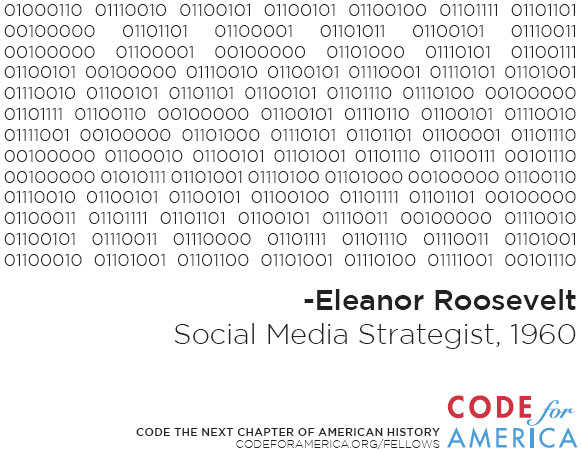 01000110 01110010 01100101 01100101 01100100 01101111 01101101
00100000 01101101 01100001 01101011 01100101 01110011
00100000 01100001 00100000 01101000 01110101 01100111
01100101 00100000 01110010 01100101 01110001 01110101 01101001
01110010 01100101 01101101 01100101 01101110 01110100 00100000
01101111 01100110 00100000 01100101 01110110 01100101 01110010
01111001 00100000 01101000 01110101 01101101 01100001 01101110
00100000 01100010 01100101 01101001 01101110 01100111 00101110
00100000 01010111 01101001 01110100 01101000 00100000 01100110
01110010 01100101 01100101 01100100 01101111 01101101 00100000
01100011 01101111 01101101 01100101 01110011 00100000 01110010
01100101 01110011 01110000 01101111 01101110 01110011 01101001
01100010 01101001 01101100 01101001 01110100 01111001 00101110
-Eleanor Roosevelt
Social Media Strategist, 1960
CODE for
AMERICA
CODE THE NEXT CHAPTER OF AMERICAN HISTORY
CODEFORAMERICA.ORG/FELLOWS